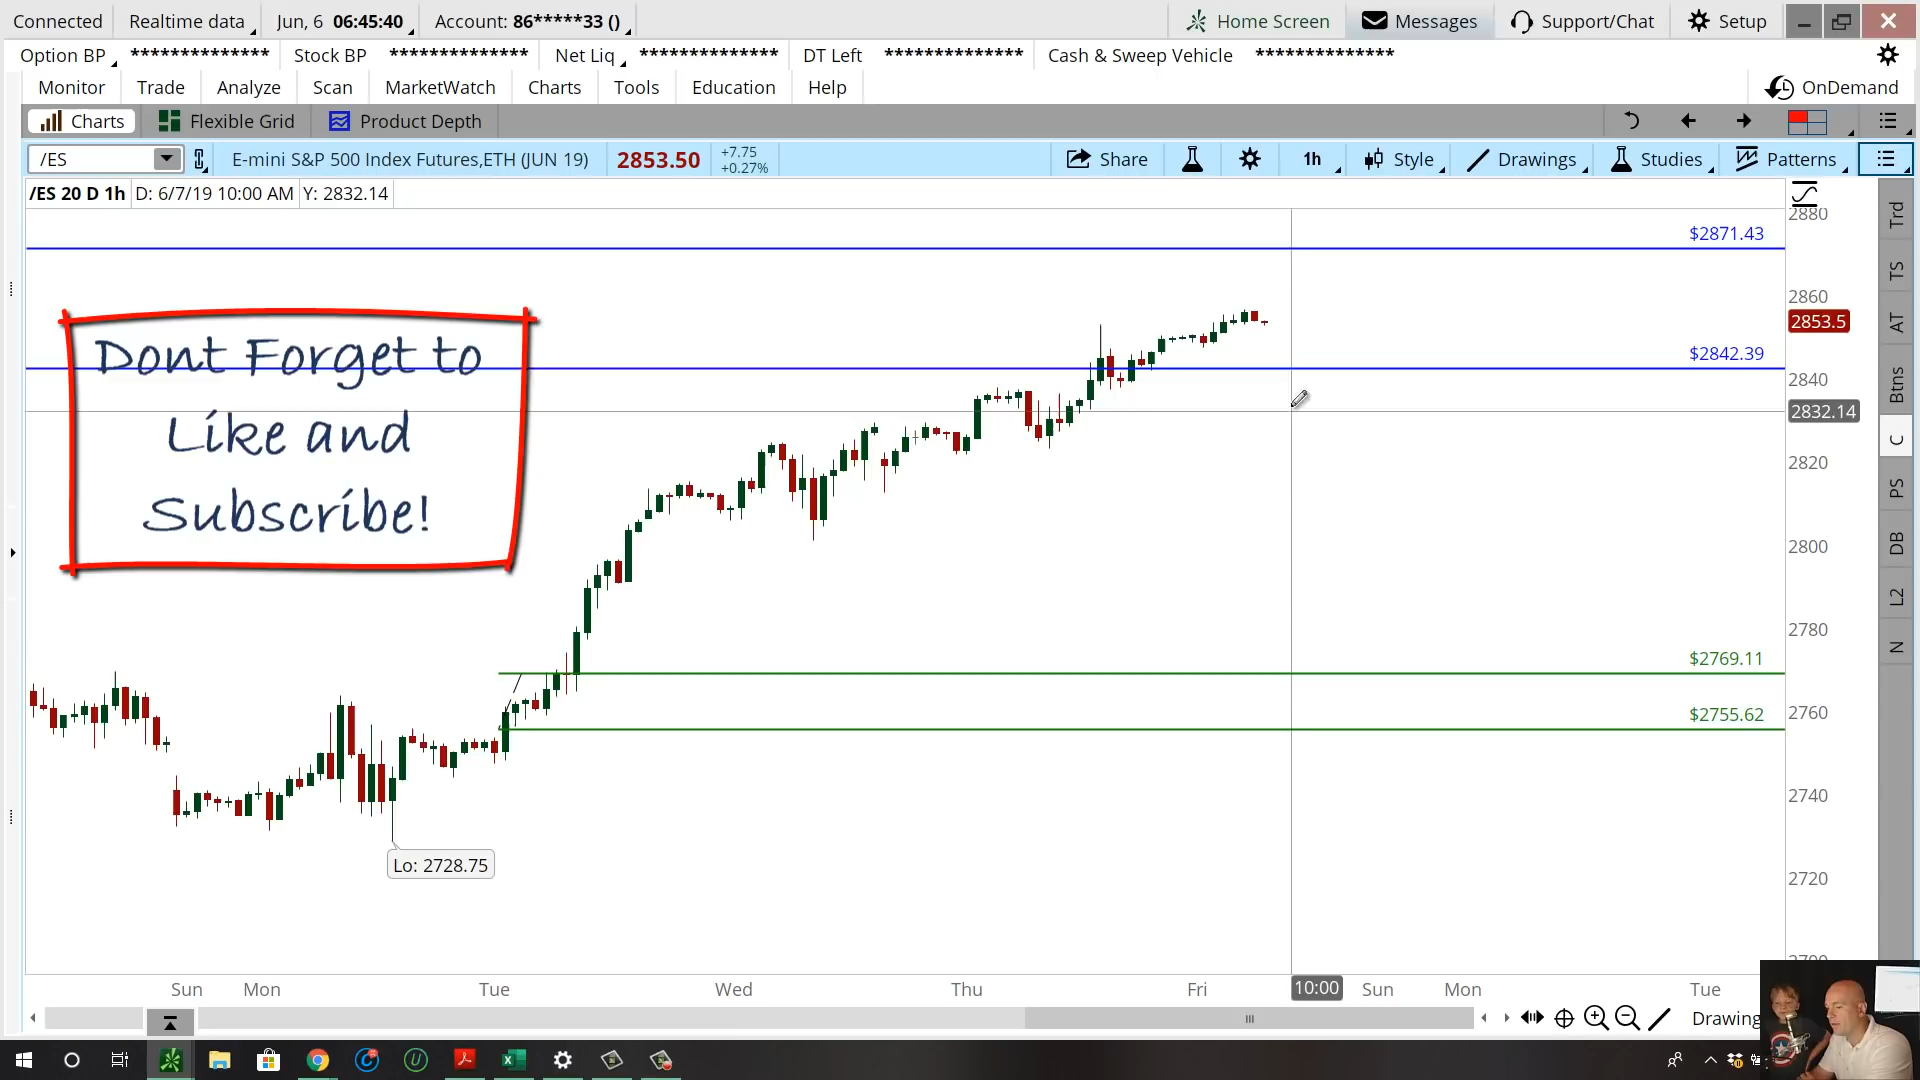 Connected Realtime data Jun, 6 06:45:40 Account: 86*****33 () Home Screen Messages Support/Chat Setup
Option BP ************** Stock BP ************** Net Liq ************** DT Left ************** Cash & Sweep Vehicle **************
Monitor Trade Analyze Scan MarketWatch Charts Tools Education Help OnDemand
Charts Flexible Grid Product Depth
/ES E-mini S&P 500 Index Futures,ETH (JUN 19) 2853.50 +7.75 Share 1h Style Drawings Studies Patterns
+0.27%
/ES 20 D 1h D: 6/7/19 10:00 AM Y: 2832.14
2880
$2871.43
2860
2853.5
$2842.39
2840
2832.14
2820
2800
2780
$2769.11
2760
$2755.62
2740
2720
Dont Forget to
Like and
Subscribe!
Lo: 2728.75
Trd
TS
AT
Btns
C
PS
DB
L2
N
Sun Mon Tue Wed Thu Fri 10:00 Sun Mon Tue
Drawing